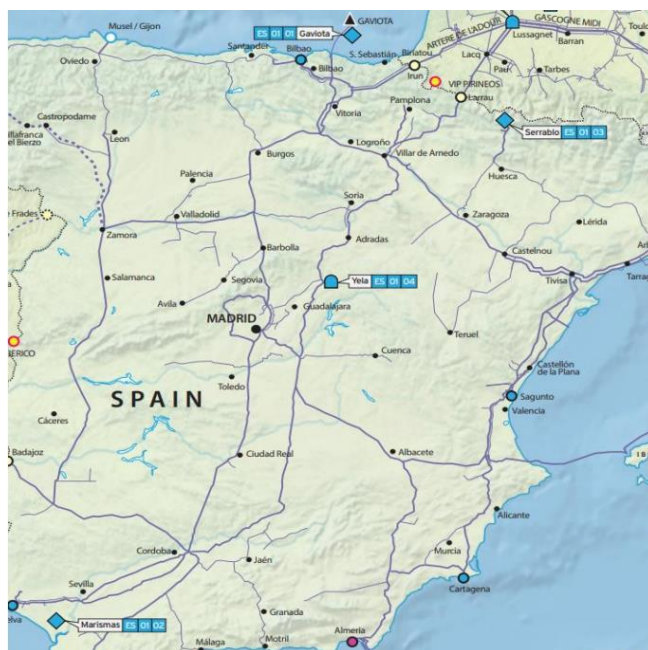 Musel / Gijon
ES 01 01 Gaviota
GAVIOTA
ARTERE DE L'ADOUR
GASCOGNE MIDI
Lussagnet
Barran
Oviedo
Santander
Bilbao
Bilbao
S. Sebastián
Biriatou
Irun
Lacq
Pau
Tarbes
VIP PIRINEOS
Larrau
Castropodame
Villafranca
del Bierzo
Leon
Vitoria
Pamplona
Serrablo ES 01 03
Burgos
Logroño
Villar de Arnedo
Huesca
Palencia
Soria
Valladolid
Zaragoza
Lérida
Frades
Zamora
Barbolla
Adradas
Castelnou
Tivisa
Salamanca
Segovia
Yela ES 01 04
Avila
MADRID
Guadalajara
Teruel
Cuenca
Toledo
Castellón
de la Plana
SPAIN
Sagunto
Valencia
Cáceres
Badajoz
Ciudad Real
Albacete
Alicante
Murcia
Cordoba
Jaén
Cartagena
Sevilla
Marismas ES 01 02
Granada
Motril
Málaga
Almería